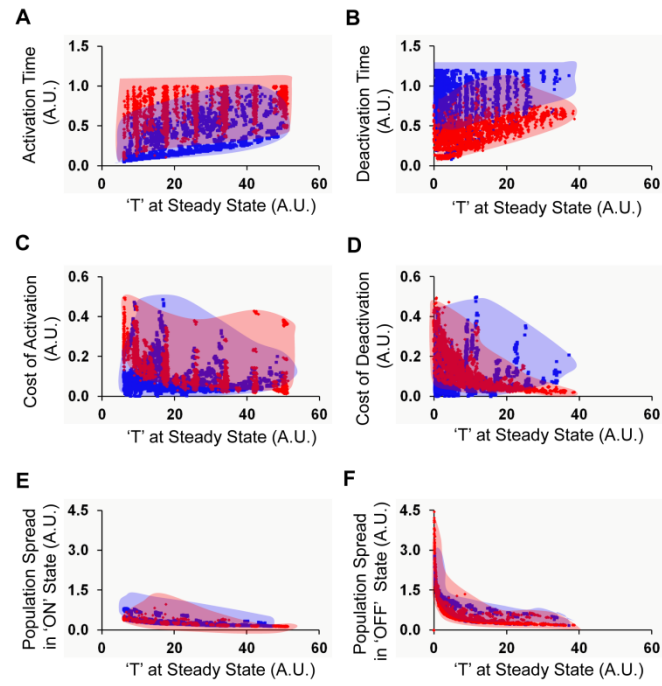 A
Activation Time
(A.U.)
1.5
1.0
0.5
0.0
0
20
40
60
‘T’ at Steady State (A.U.)
B
Deactivation Time
(A.U.)
1.5
1.0
0.5
0.0
0
20
40
60
‘T’ at Steady State (A.U.)
C
Cost of Activation
(A.U.)
0.6
0.4
0.2
0.0
0
20
40
60
‘T’ at Steady State (A.U.)
D
Cost of Deactivation
(A.U.)
0.6
0.4
0.2
0.0
0
20
40
60
‘T’ at Steady State (A.U.)
E
Population Spread
in ‘ON’ State (A.U.)
4.5
3.0
1.5
0.0
0
20
40
60
‘T’ at Steady State (A.U.)
F
Population Spread
in ‘OFF’ State (A.U.)
4.5
3.0
1.5
0.0
0
20
40
60
‘T’ at Steady State (A.U.)